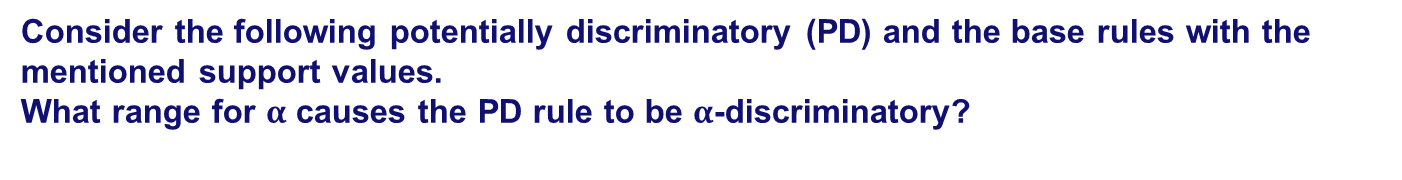 Consider the following potentially discriminatory (PD) and the base rules with the
mentioned support values.
What range for α causes the PD rule to be α-discriminatory?